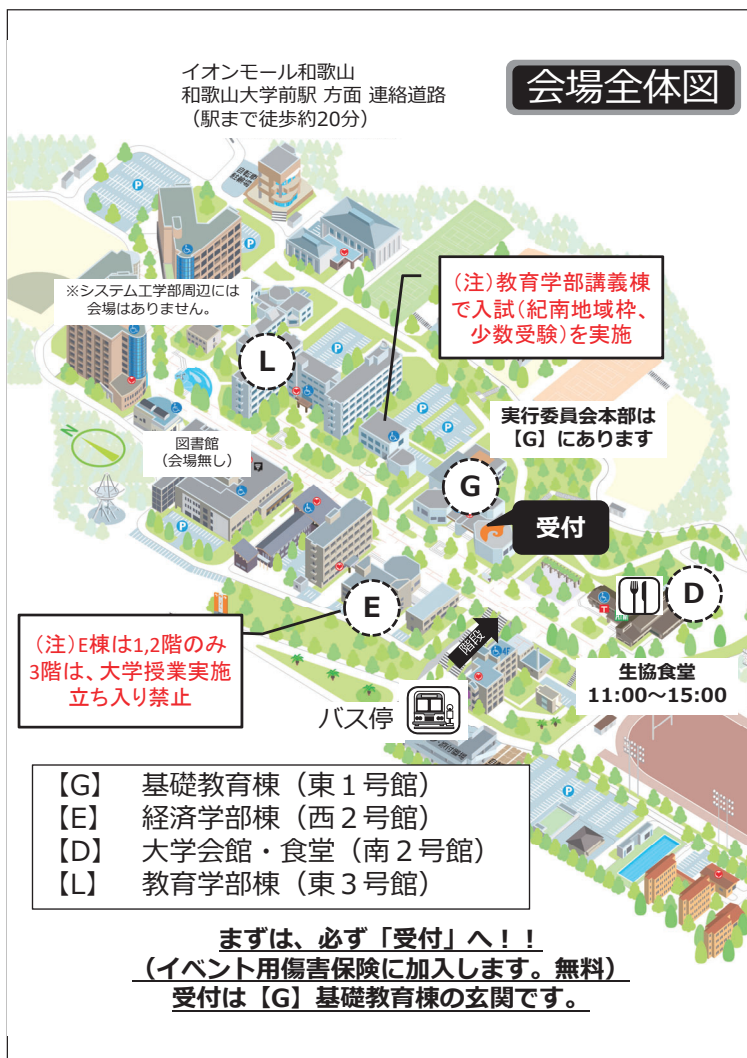 イオンモール和歌山
和歌山大学前駅 方面 連絡道路
（駅まで徒歩約20分）
会場全体図
※システム工学部周辺には
会場はありません。
（注）教育学部講義棟
で入試（紀南地域枠、
少数受験）を実施
L
実行委員会本部は
【G】にあります
N
図書館
（会場無し）
G
受付
E
D
（注）E棟は1,2階のみ
3階は、大学授業実施
立ち入り禁止
階段
生協食堂
11:00～15:00
バス停
【G】 基礎教育棟（東１号館）
【E】 経済学部棟（西２号館）
【D】 大学会館・食堂（南２号館）
【L】 教育学部棟（東３号館）
まずは、必ず「受付」へ！！
（イベント用傷害保険に加入します。無料）
受付は【G】基礎教育棟の玄関です。